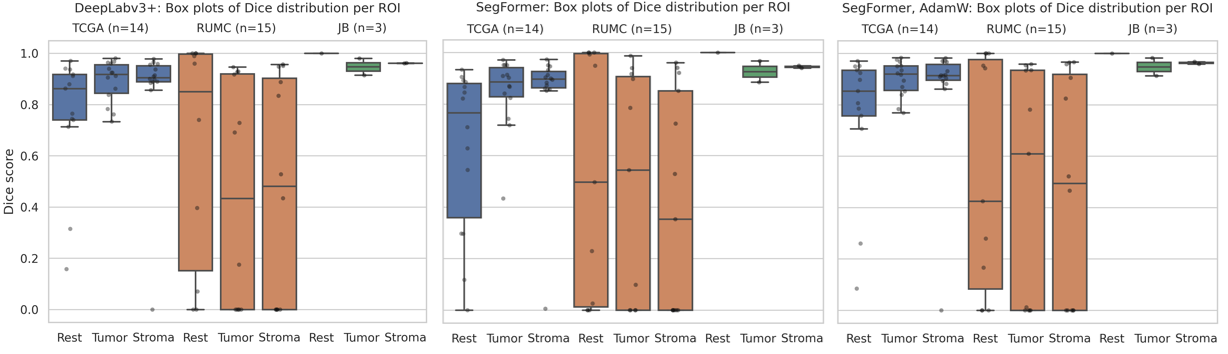 DeepLabv3+: Box plots of Dice distribution per ROI
TCGA (n=14) RUMC (n=15) JB (n=3)
Dice score
1.0
0.8
0.6
0.4
0.2
0.0
Rest Tumor Stroma Rest Tumor Stroma Rest Tumor Stroma
SegFormer: Box plots of Dice distribution per ROI
TCGA (n=14) RUMC (n=15) JB (n=3)
Rest Tumor Stroma Rest Tumor Stroma Rest Tumor Stroma
SegFormer, AdamW: Box plots of Dice distribution per ROI
TCGA (n=14) RUMC (n=15) JB (n=3)
Rest Tumor Stroma Rest Tumor Stroma Rest Tumor Stroma